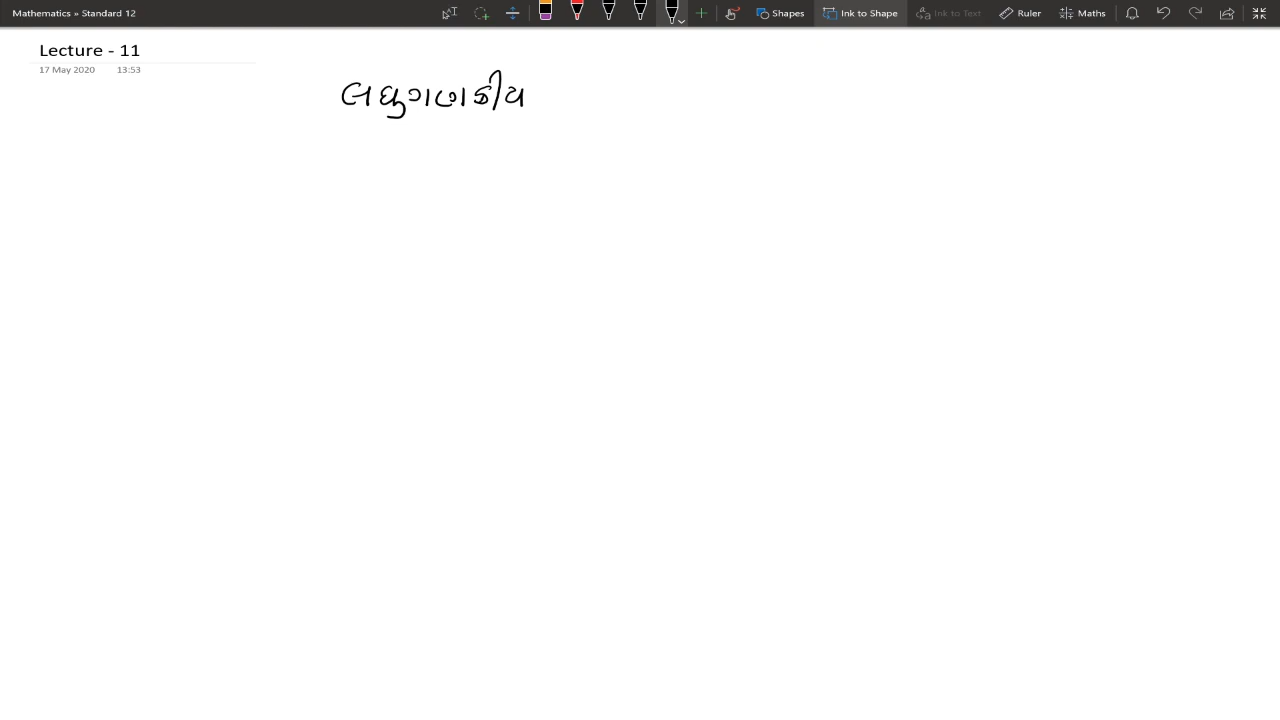 Mathematics » Standard 12
Shapes
Ink to Shape
Ink to Text
Ruler
Maths
Lecture - 11
17 May 2020 13:53
લઘુગણકીય